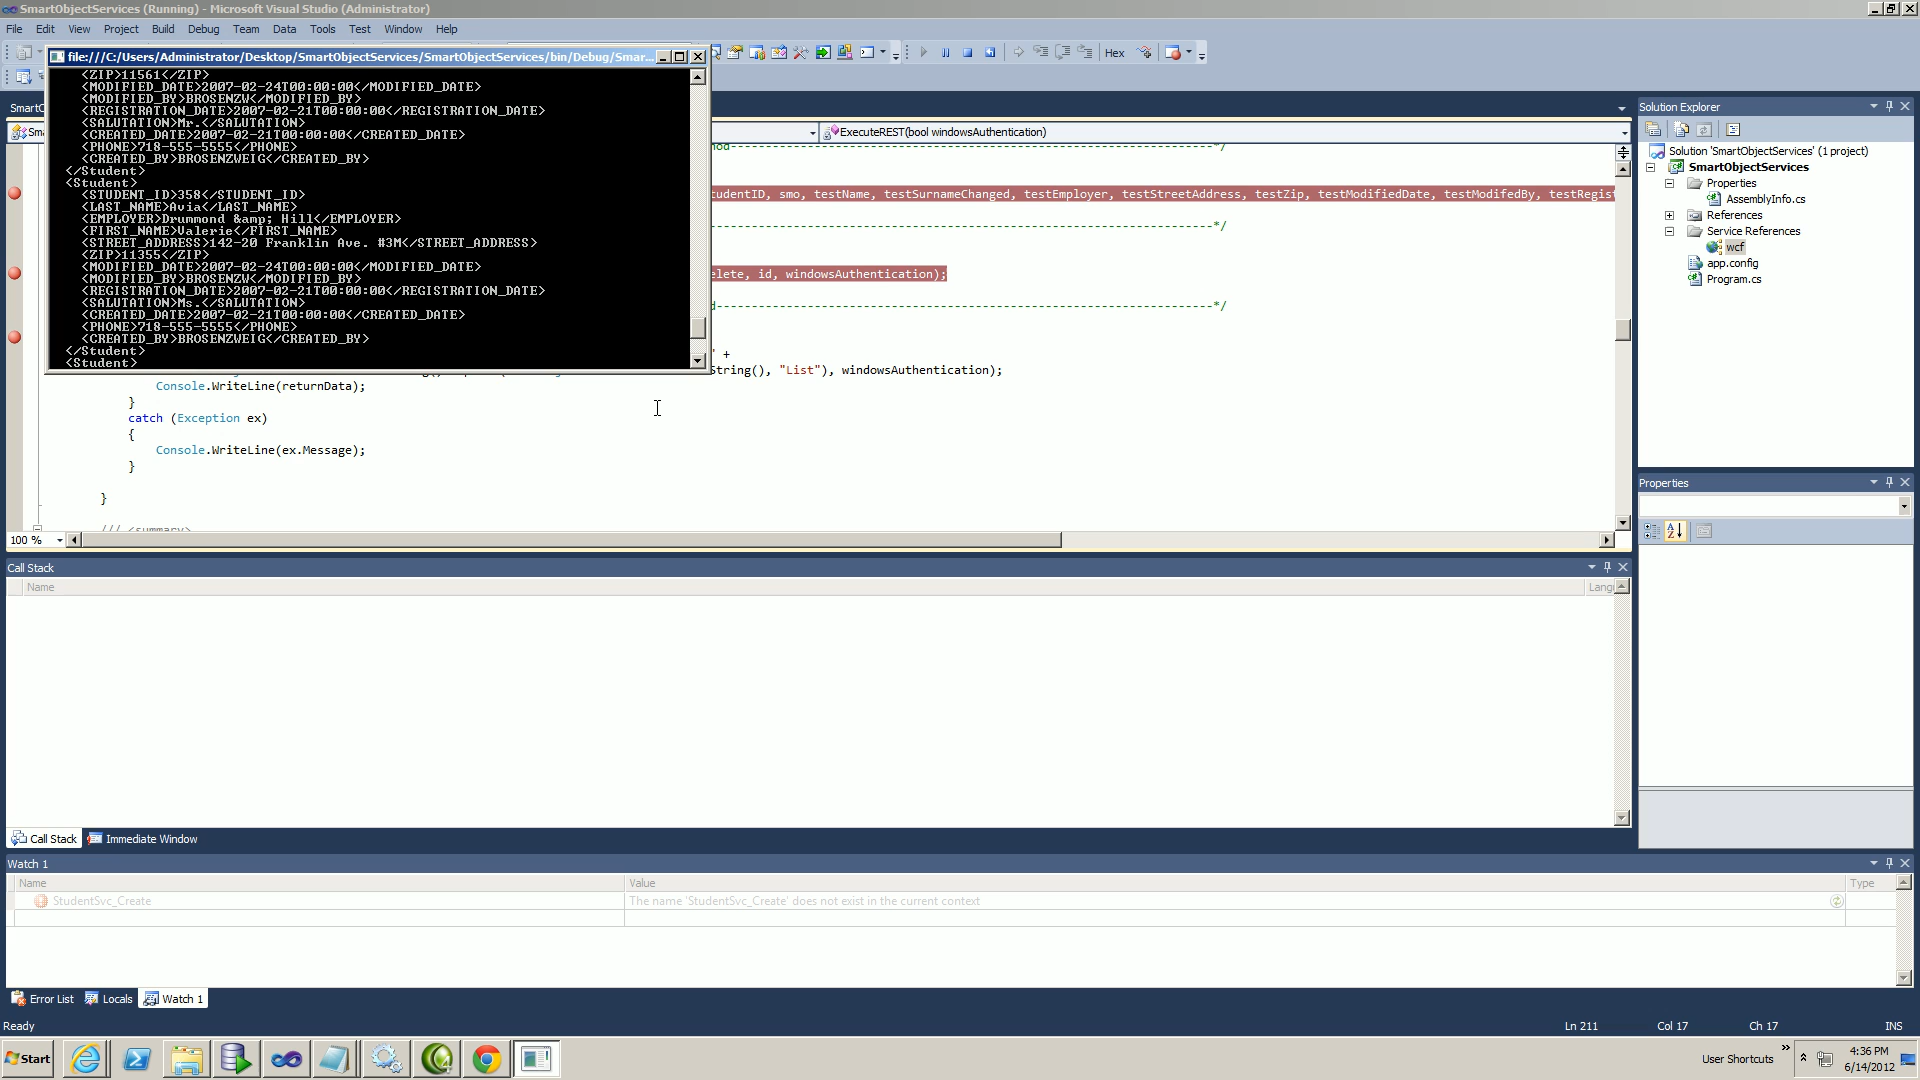 SmartObjectServices (Running) - Microsoft Visual Studio (Administrator)
File Edit View Project Build Debug Team Data Tools Test Window Help
Hex
file:///C:/Users/Administrator/Desktop/SmartObjectServices/SmartObjectServices/bin/Debug/Smar...
<ZIP>11561</ZIP>
<MODIFIED_DATE>2007-02-24T00:00:00</MODIFIED_DATE>
<MODIFIED_BY>BROSENZW</MODIFIED_BY>
<REGISTRATION_DATE>2007-02-21T00:00:00</REGISTRATION_DATE>
<SALUTATION>Mr.</SALUTATION>
<CREATED_DATE>2007-02-21T00:00:00</CREATED_DATE>
<PHONE>718-555-5555</PHONE>
<CREATED_BY>BROSENZWEIG</CREATED_BY>
</Student>
<Student>
<STUDENT_ID>358</STUDENT_ID>
<LAST_NAME>Avia</LAST_NAME>
<EMPLOYER>Drummond &amp; Hill</EMPLOYER>
<FIRST_NAME>Valerie</FIRST_NAME>
<STREET_ADDRESS>142-20 Franklin Ave. #3M</STREET_ADDRESS>
<ZIP>11355</ZIP>
<MODIFIED_DATE>2007-02-24T00:00:00</MODIFIED_DATE>
<MODIFIED_BY>BROSENZW</MODIFIED_BY>
<REGISTRATION_DATE>2007-02-21T00:00:00</REGISTRATION_DATE>
<SALUTATION>Ms.</SALUTATION>
<CREATED_DATE>2007-02-21T00:00:00</CREATED_DATE>
<PHONE>718-555-5555</PHONE>
<CREATED_BY>BROSENZWEIG</CREATED_BY>
</Student>
<Student>
SmartO
Sma
ExecuteREST(bool windowsAuthentication)
od----------------------------------------------------------------------*/
tudentID, smo, testName, testSurnameChanged, testEmployer, testStreetAddress, testZip, testModifiedDate, testModifedBy, testRegist
-------------------------------------------------------------------------*/
elete, id, windowsAuthentication);
d------------------------------------------------------------------------*/
" +
String(), "List"), windowsAuthentication);
Console.WriteLine(returnData);
}
catch (Exception ex)
{
Console.WriteLine(ex.Message);
}
}
/// <summary>
100 %
Solution Explorer
Solution 'SmartObjectServices' (1 project)
SmartObjectServices
Properties
AssemblyInfo.cs
References
Service References
wcf
app.config
Program.cs
Properties
Call Stack
Name Lang
Call Stack Immediate Window
Watch 1
Name Value Type
StudentSvc_Create The name 'StudentSvc_Create' does not exist in the current context
Error List Locals Watch 1
Ready Ln 211 Col 17 Ch 17 INS
Start User Shortcuts 4:36 PM
6/14/2012